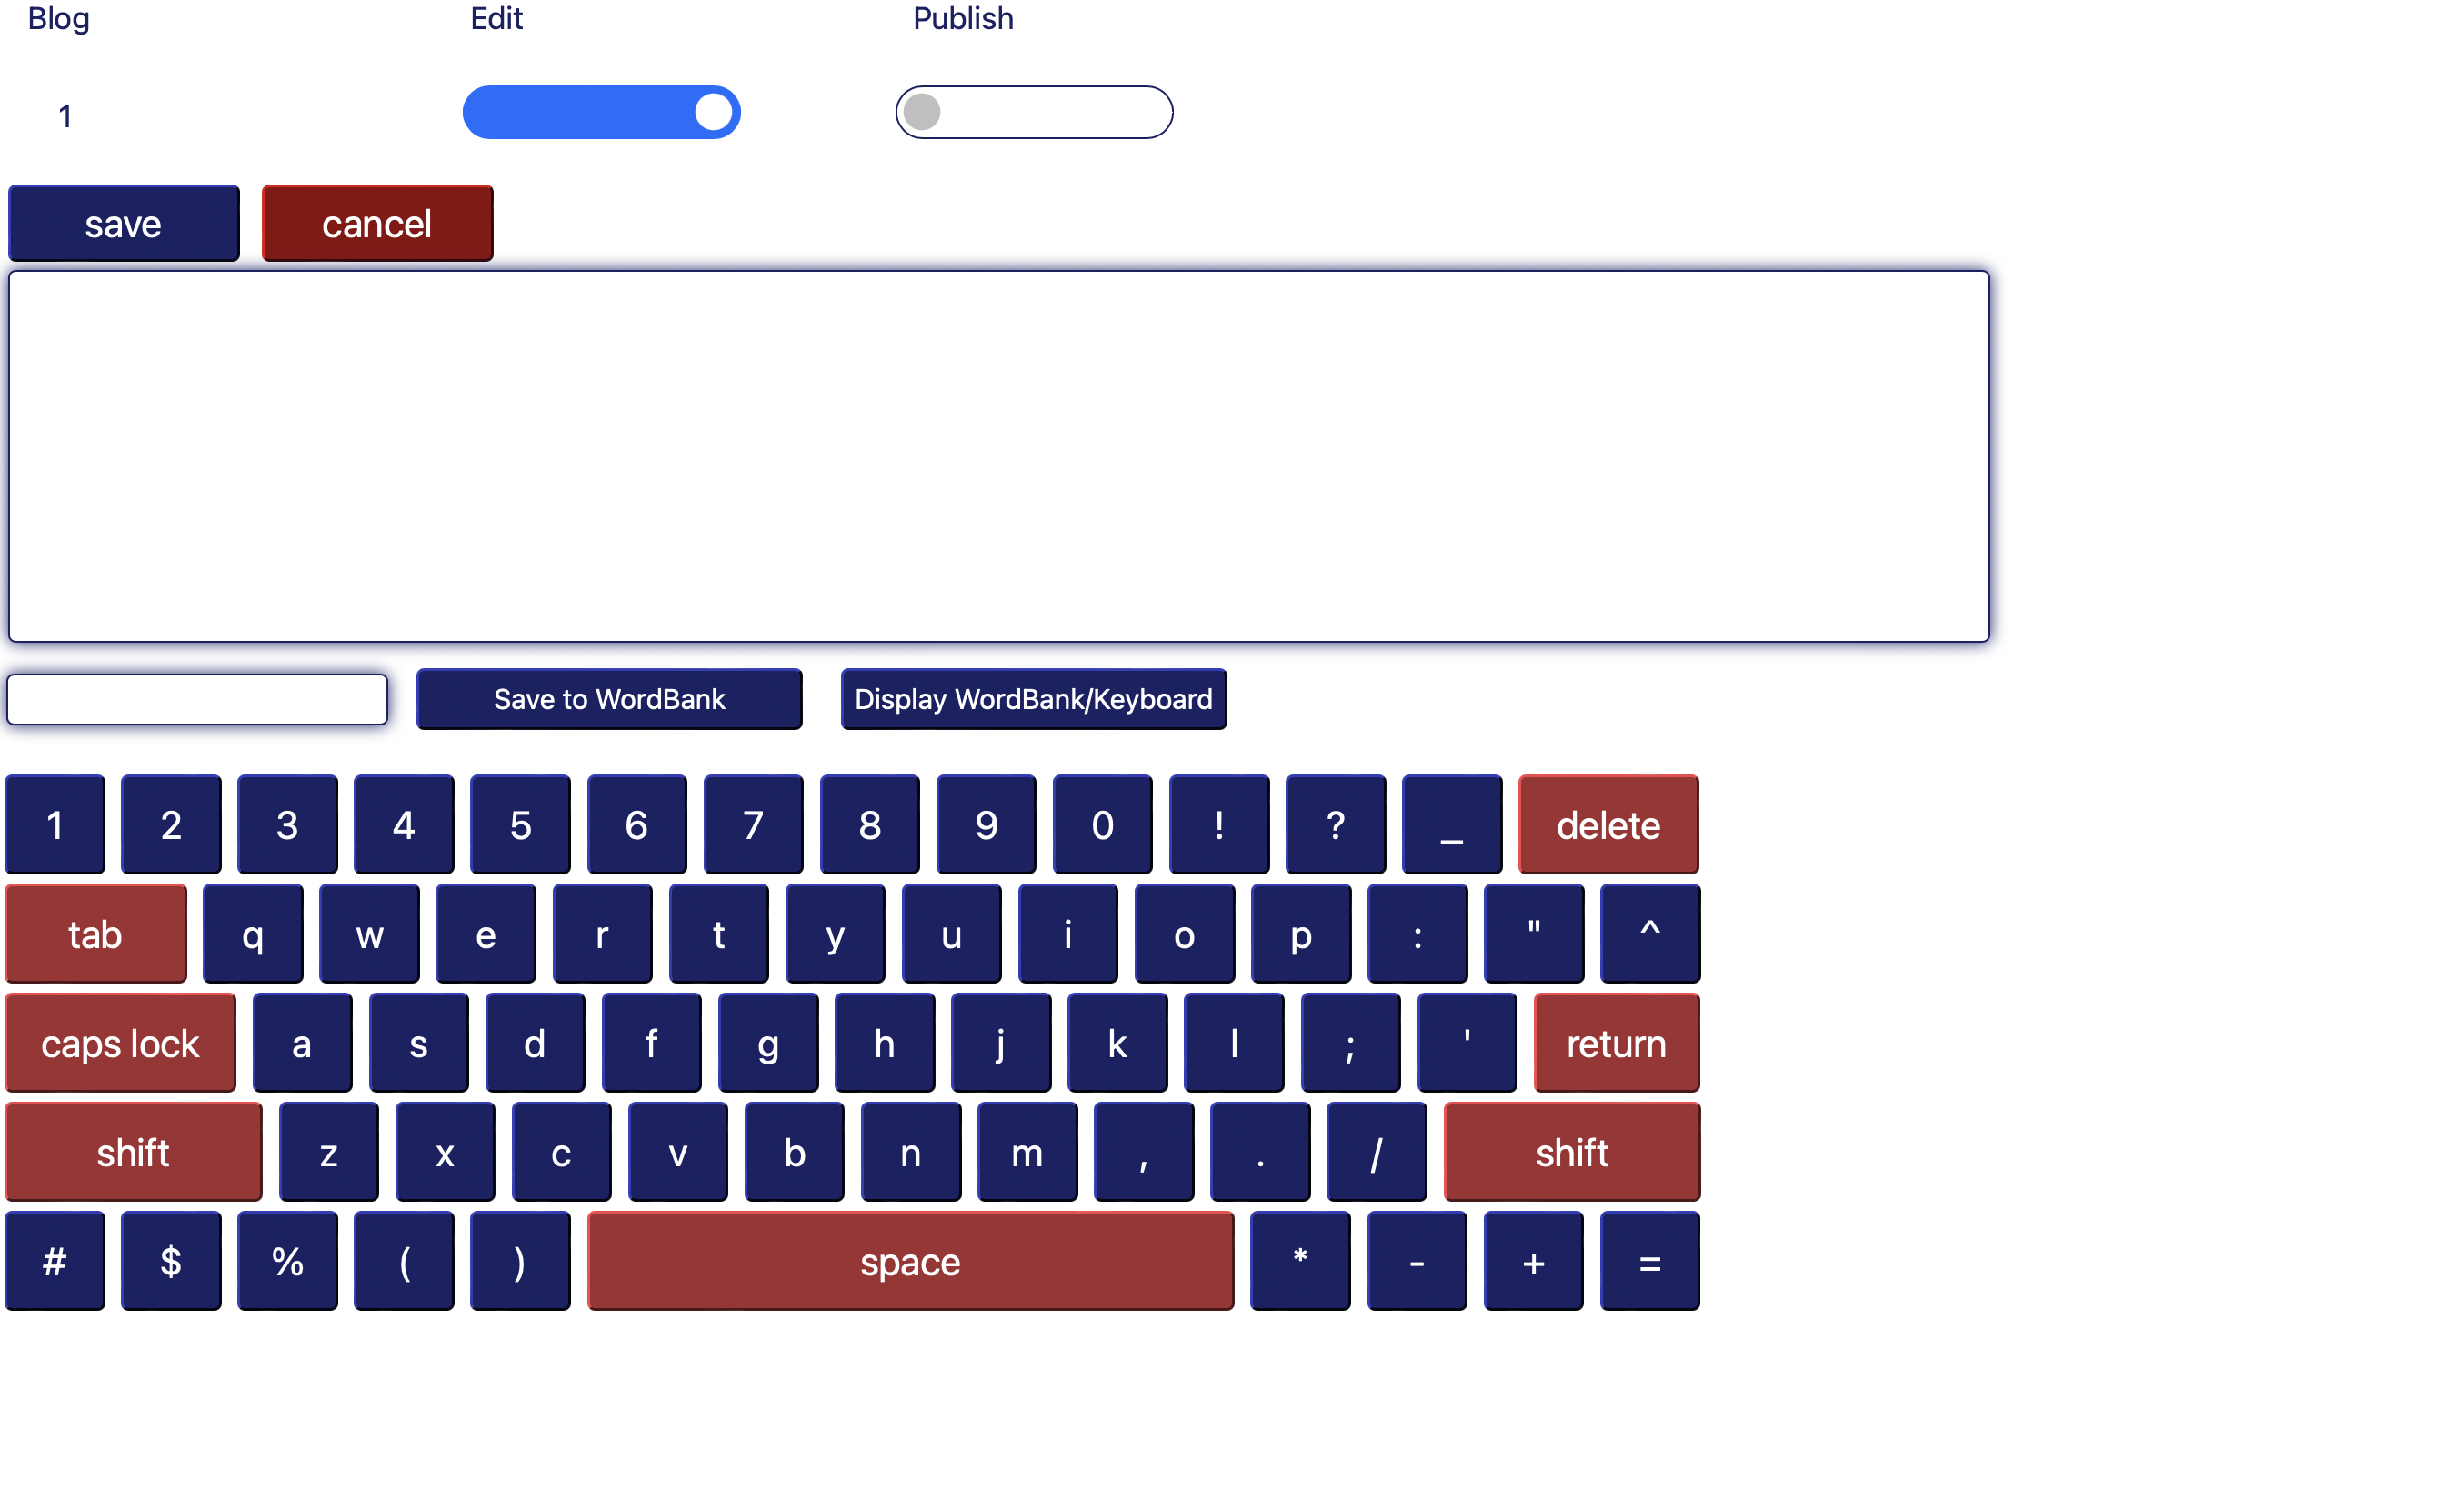 Blog Edit Publish
1
save cancel
Save to WordBank Display WordBank/Keyboard
1 2 3 4 5 6 7 8 9 0 ! ? _ delete
tab q w e r t y u i o p : " ^
caps lock a s d f g h j k l ; ' return
shift z x c v b n m , . / shift
# $ % ( ) space * - + =